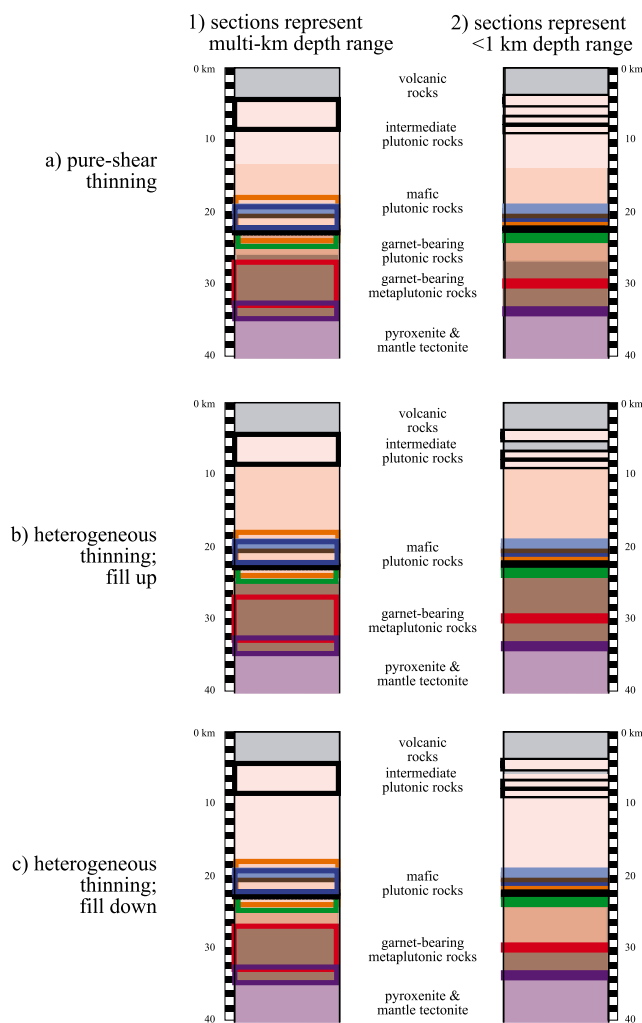 1) sections represent
multi-km depth range
2) sections represent
<1 km depth range
a) pure-shear
thinning
0 km
10
20
30
40
volcanic
rocks
intermediate
plutonic rocks
mafic
plutonic rocks
garnet-bearing
plutonic rocks
garnet-bearing
metaplutonic rocks
pyroxenite &
mantle tectonite
0 km
10
20
30
40
b) heterogeneous
thinning;
fill up
0 km
10
20
30
40
volcanic
rocks
intermediate
plutonic rocks
mafic
plutonic rocks
garnet-bearing
metaplutonic rocks
pyroxenite &
mantle tectonite
0 km
10
20
30
40
c) heterogeneous
thinning;
fill down
0 km
10
20
30
40
volcanic
rocks
intermediate
plutonic rocks
mafic
plutonic rocks
garnet-bearing
metaplutonic rocks
pyroxenite &
mantle tectonite
0 km
10
20
30
40